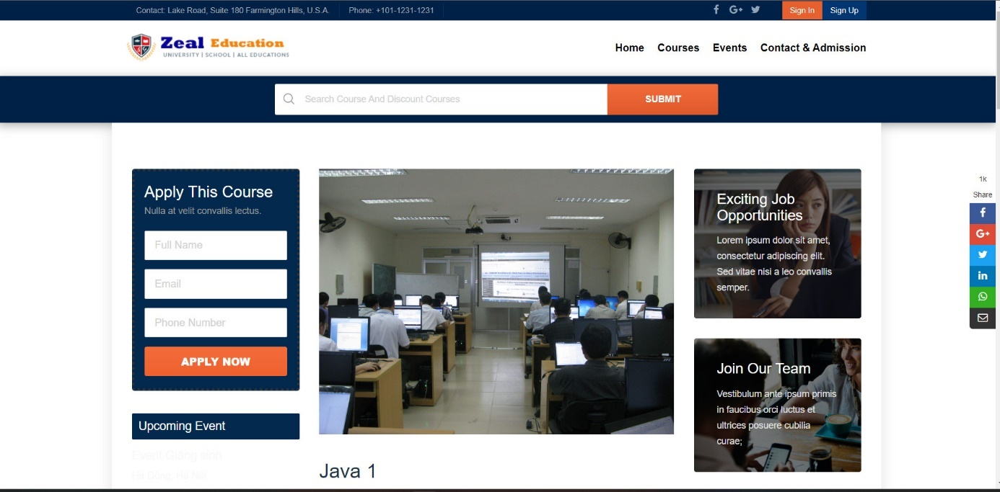 Contact: Lake Road, Suite 180 Farmington Hills, U.S.A.
Phone: +101-1231-1231
Sign In
Sign Up
Zeal Education
UNIVERSITY | SCHOOL | ALL EDUCATIONS
Home
Courses
Events
Contact & Admission
Search Course And Discount Courses
SUBMIT
Apply This Course
Nulla at velit convallis lectus.
Full Name
Email
Phone Number
APPLY NOW
Upcoming Event
Event Giáng sinh
Hà Đông, Hà Nội
Java 1
Exciting Job
Opportunities
Lorem ipsum dolor sit amet,
consectetur adipiscing elit.
Sed vitae nisi a leo convallis
semper.
Join Our Team
Vestibulum ante ipsum primis
in faucibus orci luctus et
ultrices posuere cubilia
curae;
1k
Share